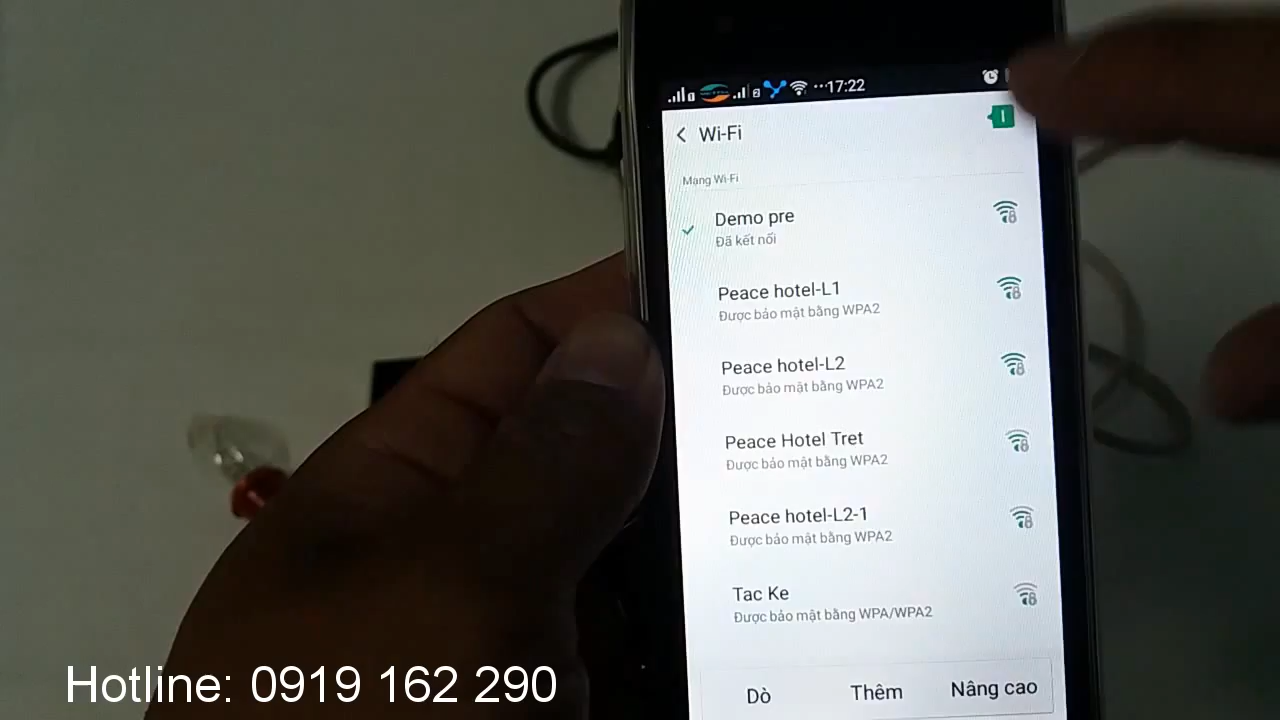 17:22
Wi-Fi
Mạng Wi-Fi
Demo pre
Đã kết nối
Peace hotel-L1
Được bảo mật bằng WPA2
Peace hotel-L2
Được bảo mật bằng WPA2
Peace Hotel Tret
Được bảo mật bằng WPA2
Peace hotel-L2-1
Được bảo mật bằng WPA2
Tac Ke
Được bảo mật bằng WPA/WPA2
Dò Thêm Nâng cao
Hotline: 0919 162 290